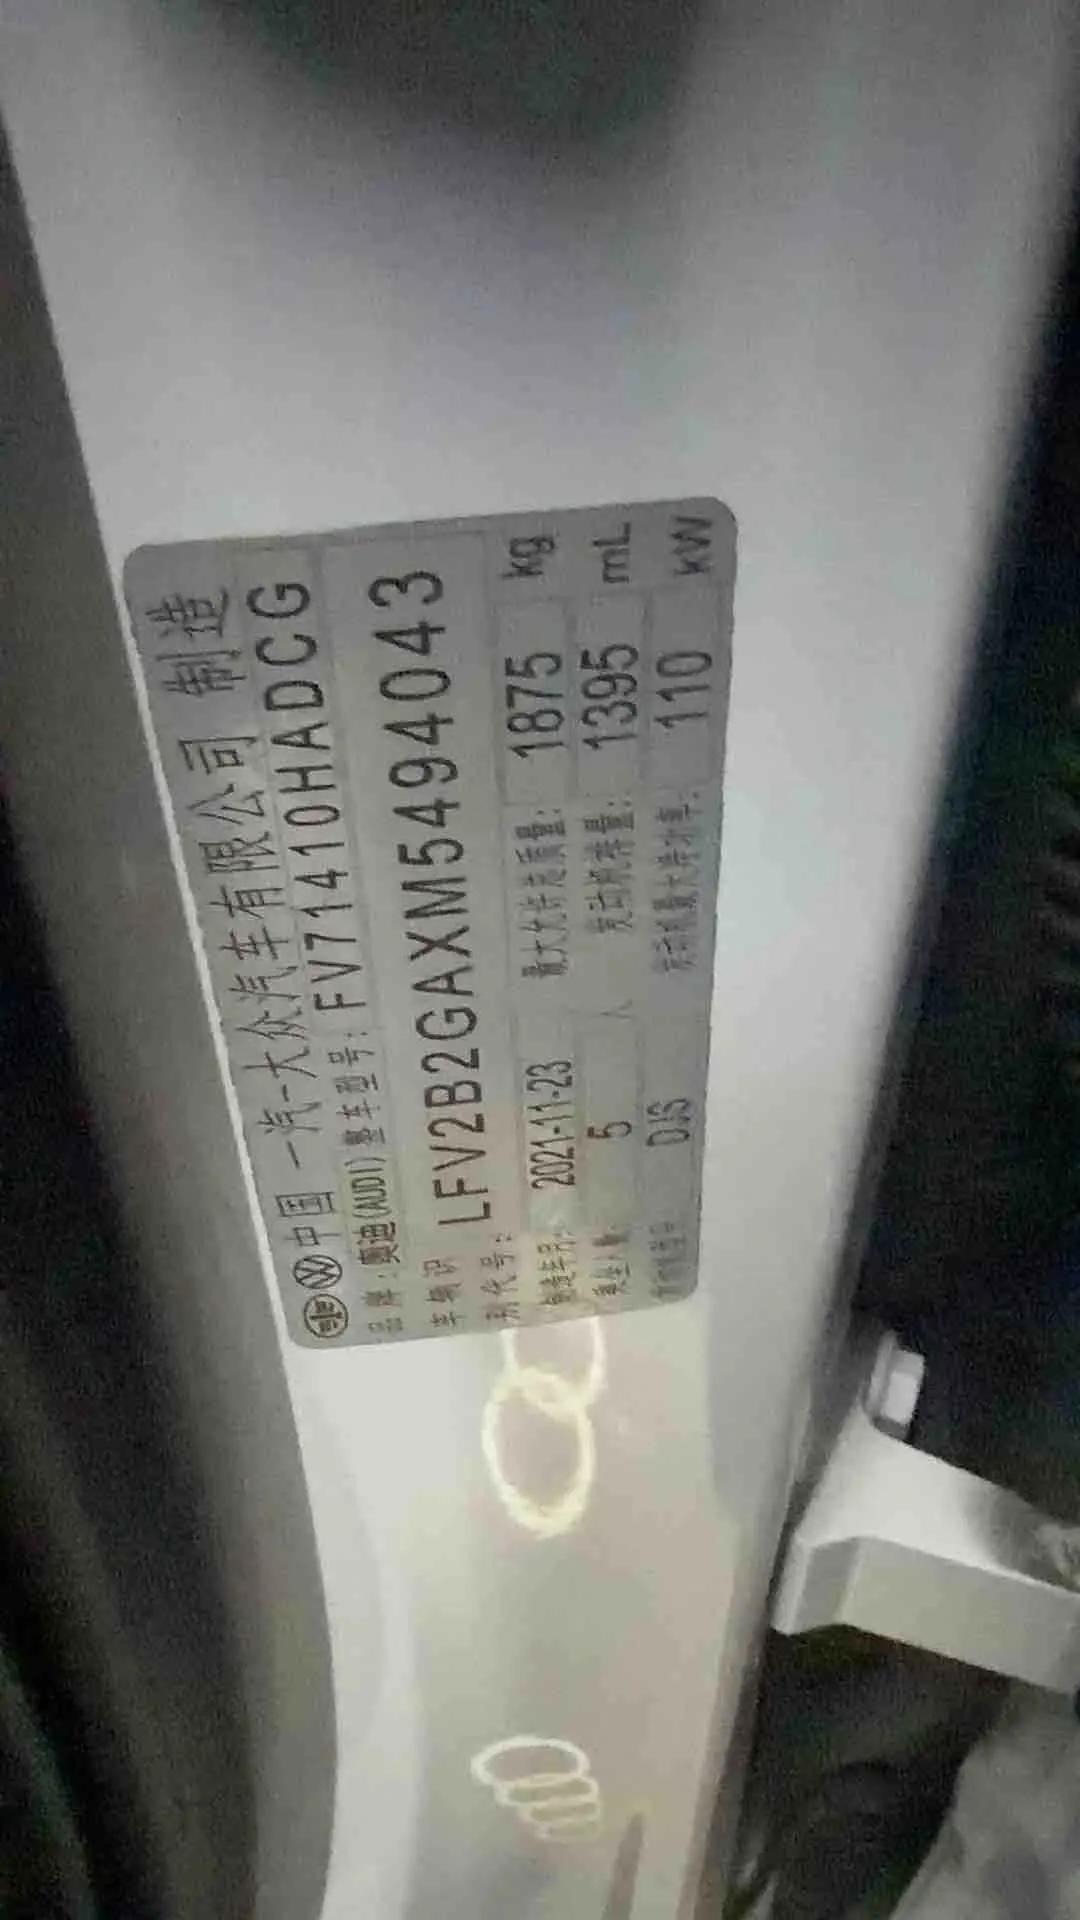 中国 一汽-大众汽车有限公司 制造
品牌:奥迪(AUDI) 整车型号: FV71410HADCG
车辆识别代号: LFV2B2GAXM5494043
制造年月: 2021-11-23 最大允许总质量: 1875 kg
乘坐人数: 5 人 发动机排量: 1395 mL
发动机型号: DJS 发动机最大净功率: 110 kW